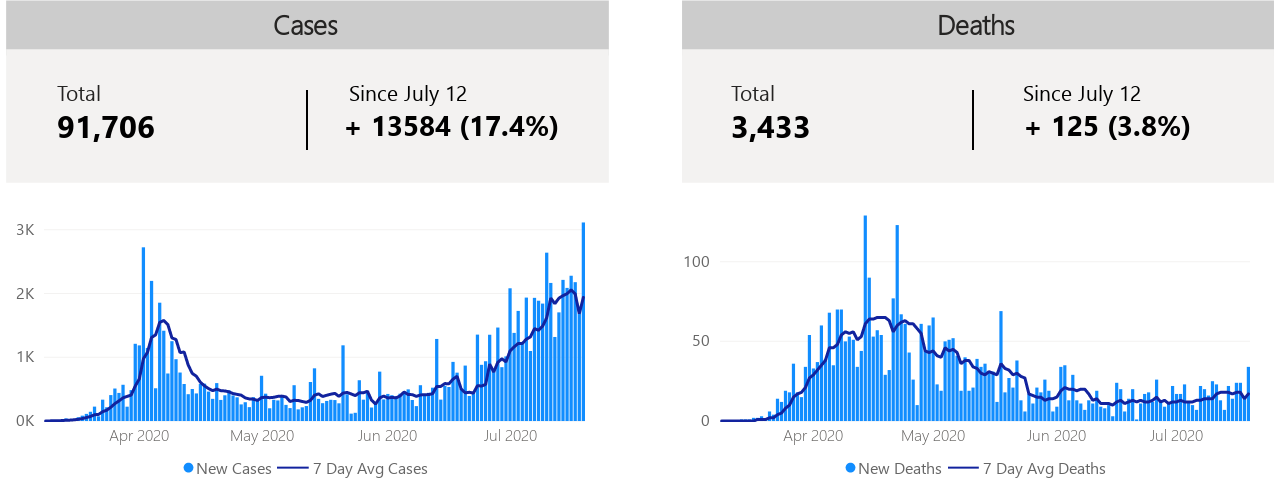 Cases
Total
91,706
Since July 12
+ 13584 (17.4%)
3K
2K
1K
0K
Apr 2020 May 2020 Jun 2020 Jul 2020
New Cases 7 Day Avg Cases
Deaths
Total
3,433
Since July 12
+ 125 (3.8%)
100
50
0
Apr 2020 May 2020 Jun 2020 Jul 2020
New Deaths 7 Day Avg Deaths